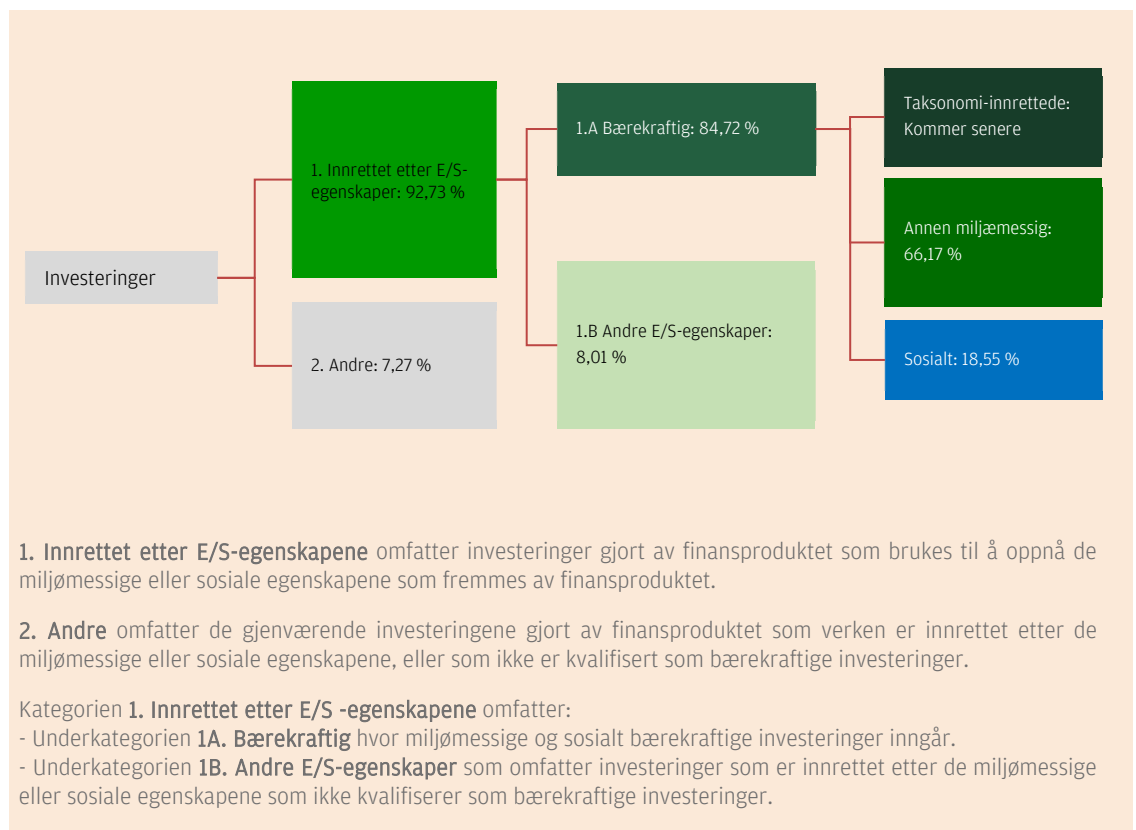 Investeringer
1. Innrettet etter E/S-
egenskaper: 92,73 %
2. Andre: 7,27 %
1.A Bærekraftig: 84,72 %
1.B Andre E/S-egenskaper:
8,01 %
Taksonomi-innrettede:
Kommer senere
Annen miljæmessig:
66,17 %
Sosialt: 18,55 %
1. Innrettet etter E/S-egenskapene omfatter investeringer gjort av finansproduktet som brukes til å oppnå de
miljømessige eller sosiale egenskapene som fremmes av finansproduktet.
2. Andre omfatter de gjenværende investeringene gjort av finansproduktet som verken er innrettet etter de
miljømessige eller sosiale egenskapene, eller som ikke er kvalifisert som bærekraftige investeringer.
Kategorien 1. Innrettet etter E/S -egenskapene omfatter:
- Underkategorien 1A. Bærekraftig hvor miljømessige og sosialt bærekraftige investeringer inngår.
- Underkategorien 1B. Andre E/S-egenskaper som omfatter investeringer som er innrettet etter de miljømessige
eller sosiale egenskapene som ikke kvalifiserer som bærekraftige investeringer.